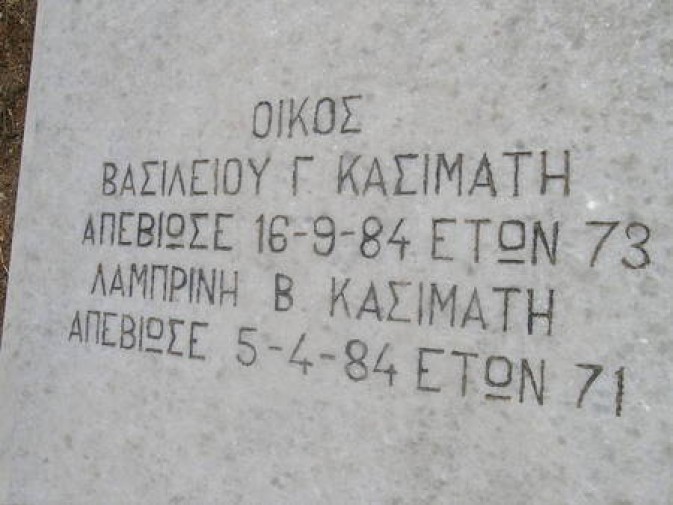 ΟΙΚΟΣ
ΒΑΣΙΛΕΙΟΥ Γ ΚΑΣΙΜΑΤΗ
ΑΠΕΒΙΩΣΕ 16-9-84 ΕΤΩΝ 73
ΛΑΜΠΡΙΝΗ Β ΚΑΣΙΜΑΤΗ
ΑΠΕΒΙΩΣΕ 5-4-84 ΕΤΩΝ 71